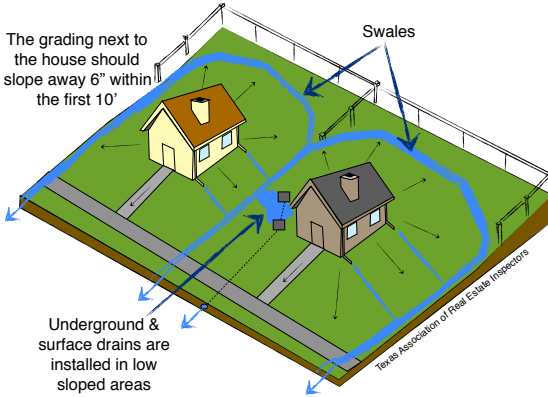 The grading next to
the house should
slope away 6” within
the first 10’
Swales
Underground &
surface drains are
installed in low
sloped areas
Texas Association of Real Estate Inspectors